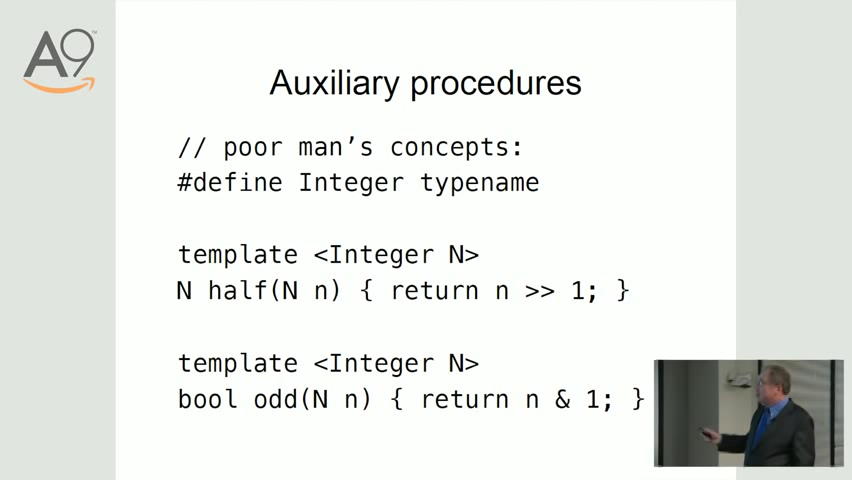 A9™
Auxiliary procedures
// poor man’s concepts:
#define Integer typename
template <Integer N>
N half(N n) { return n >> 1; }
template <Integer N>
bool odd(N n) { return n & 1; }